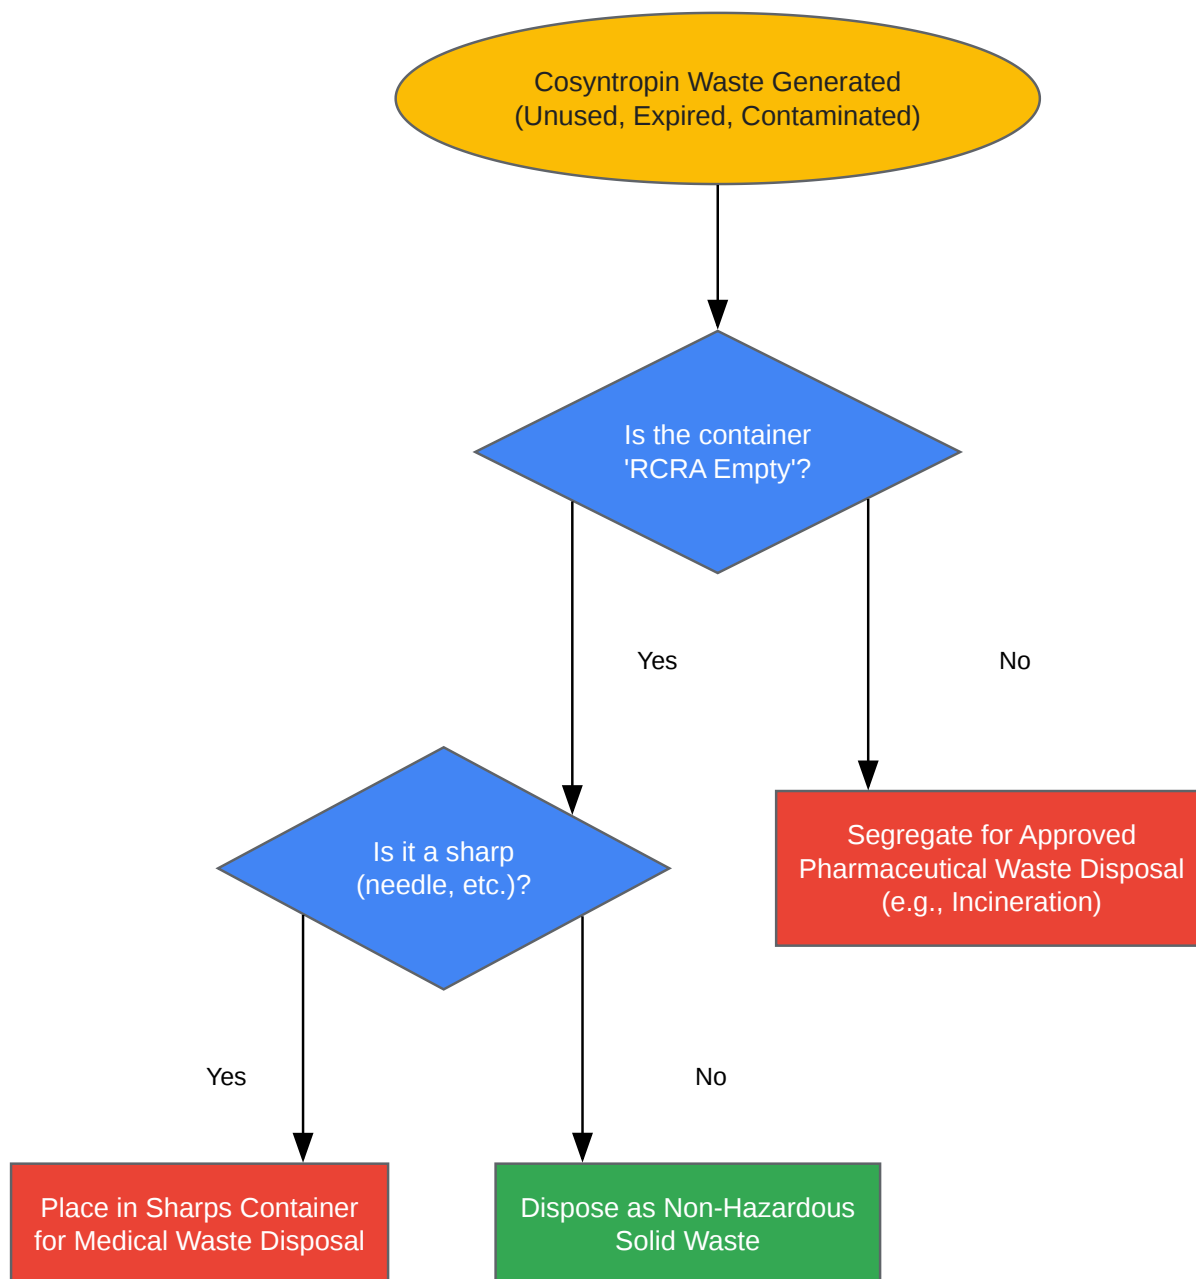 Cosyntropin Waste Generated
(Unused, Expired, Contaminated)
Is the container
'RCRA Empty'?
Yes
No
Is it a sharp
(needle, etc.)?
Segregate for Approved
Pharmaceutical Waste Disposal
(e.g., Incineration)
Yes
No
Place in Sharps Container
for Medical Waste Disposal
Dispose as Non-Hazardous
Solid Waste